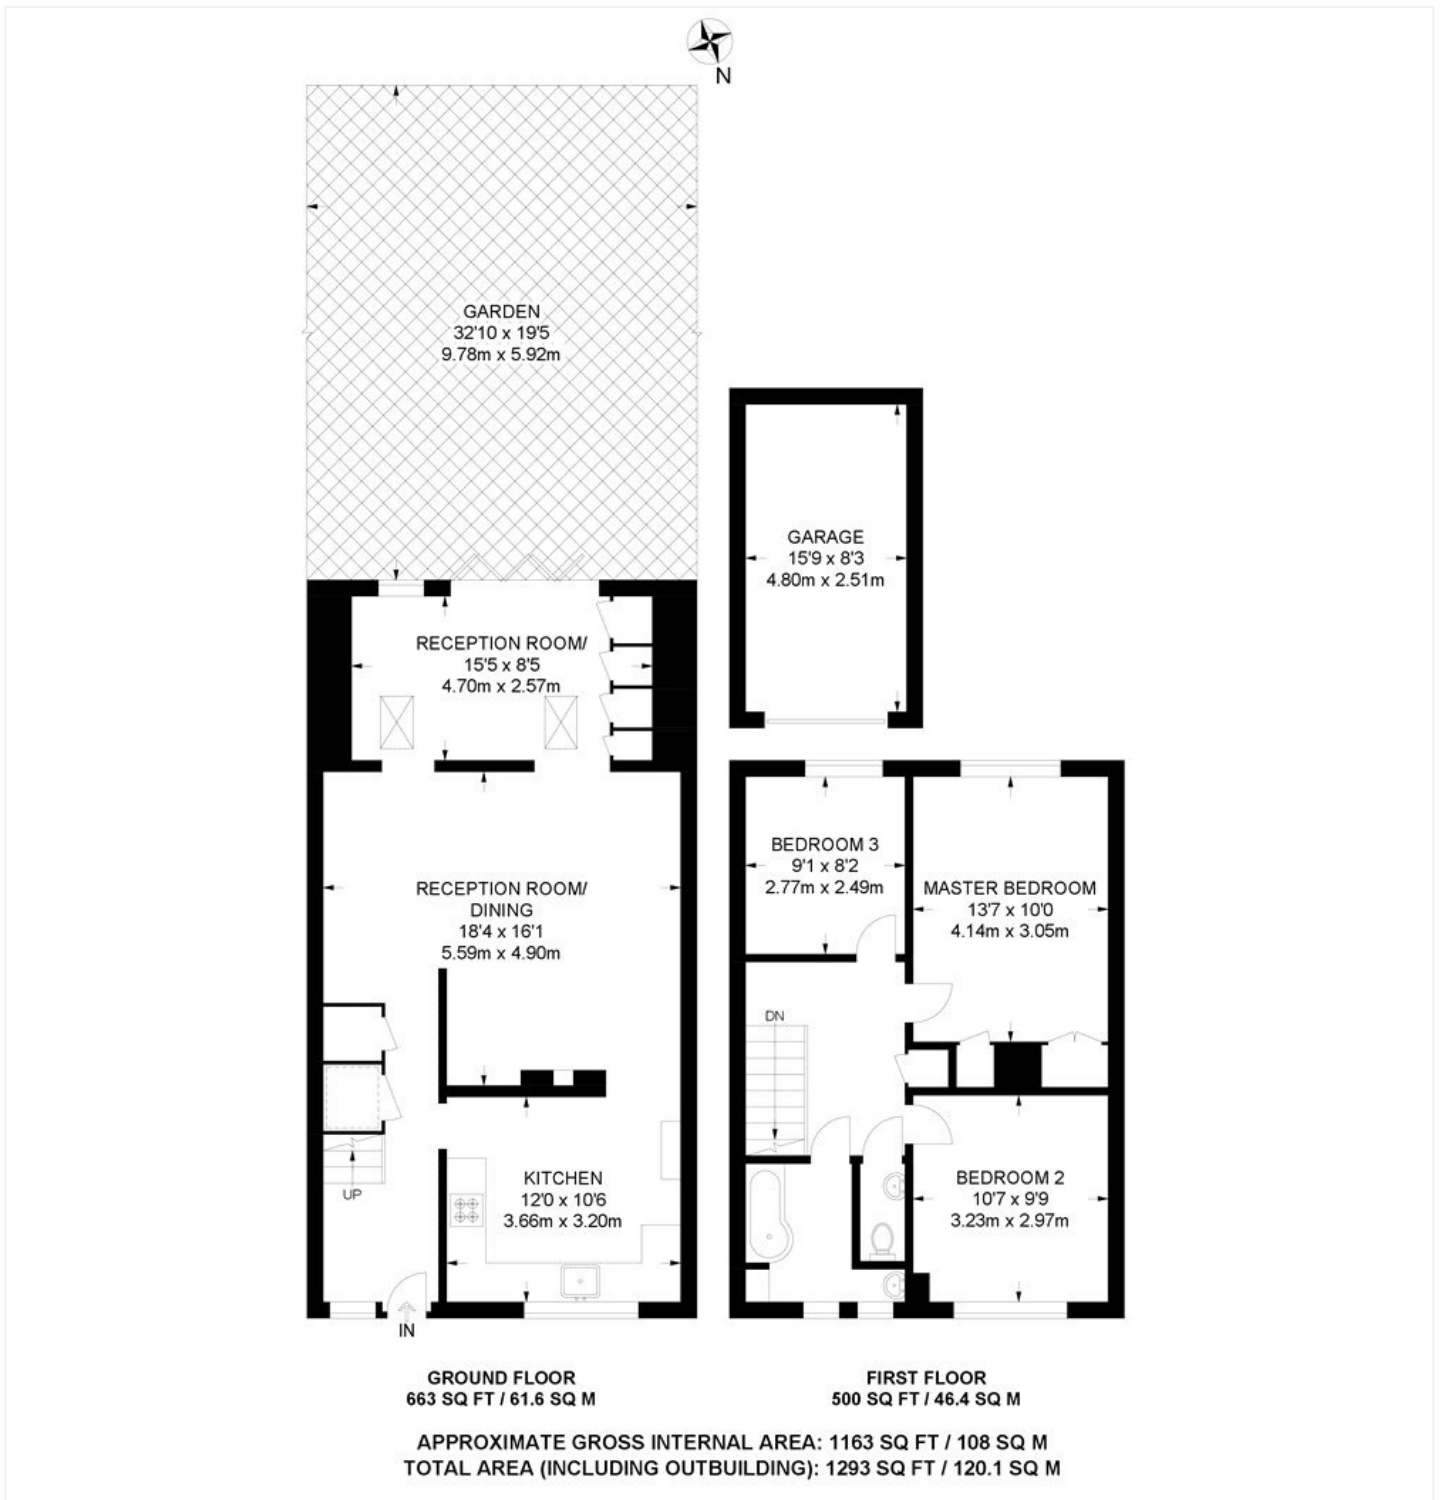 N
GARDEN
32'10 x 19'5
9.78m x 5.92m
GARAGE
15'9 x 8'3
4.80m x 2.51m
RECEPTION ROOM/
15'5 x 8'5
4.70m x 2.57m
RECEPTION ROOM/
DINING
18'4 x 16'1
5.59m x 4.90m
BEDROOM 3
9'1 x 8'2
2.77m x 2.49m
MASTER BEDROOM
13'7 x 10'0
4.14m x 3.05m
DN
UP
KITCHEN
12'0 x 10'6
3.66m x 3.20m
BEDROOM 2
10'7 x 9'9
3.23m x 2.97m
IN
GROUND FLOOR
663 SQ FT / 61.6 SQ M
FIRST FLOOR
500 SQ FT / 46.4 SQ M
APPROXIMATE GROSS INTERNAL AREA: 1163 SQ FT / 108 SQ M
TOTAL AREA (INCLUDING OUTBUILDING): 1293 SQ FT / 120.1 SQ M